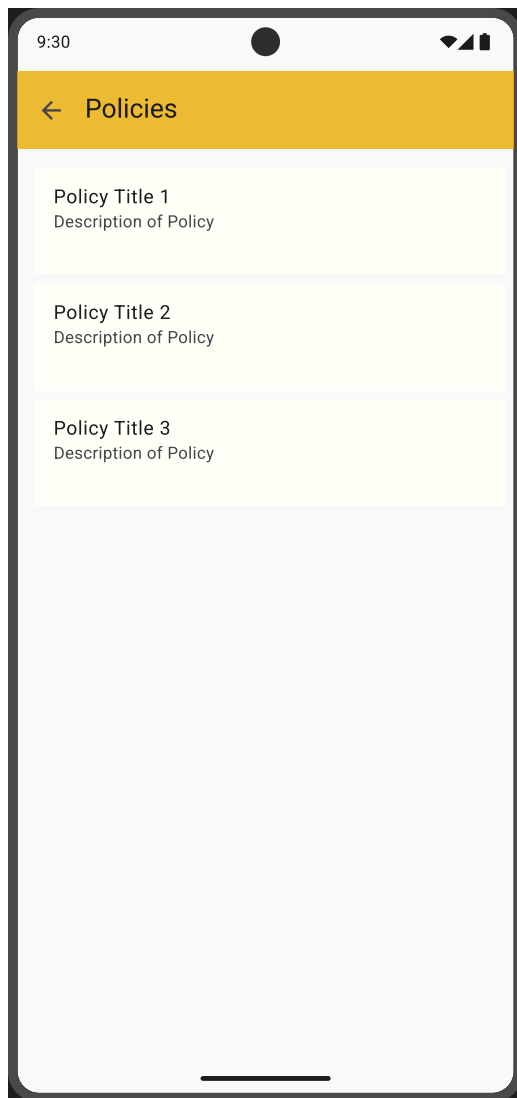 9:30
Policies
Policy Title 1
Description of Policy
Policy Title 2
Description of Policy
Policy Title 3
Description of Policy